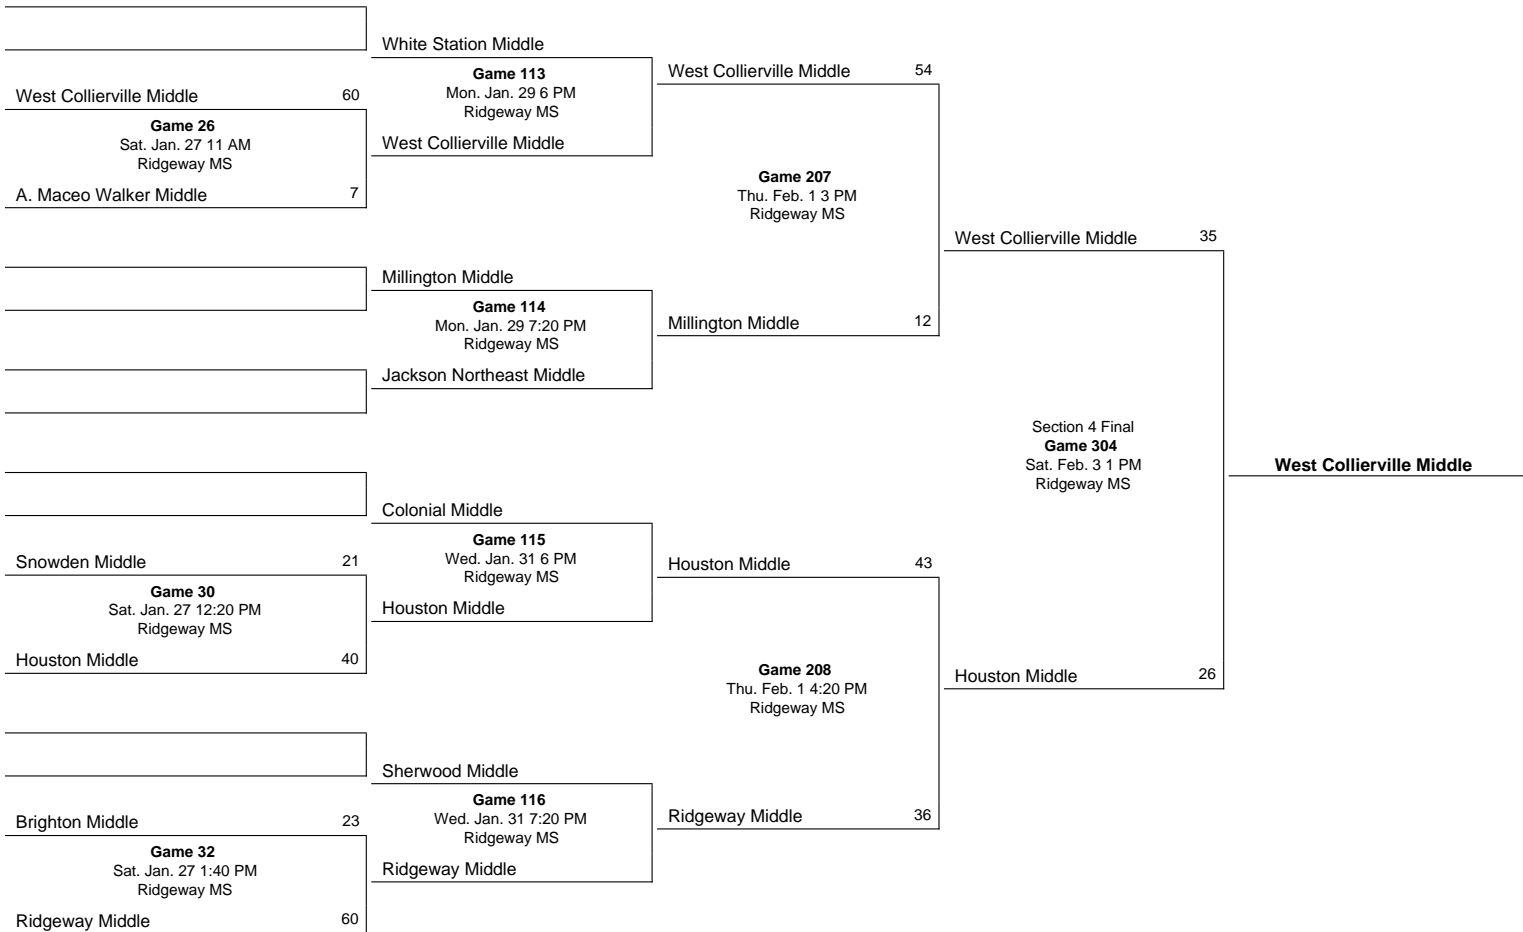 White Station Middle
Game 113
Mon. Jan. 29 6 PM
Ridgeway MS
West Collierville Middle 54
West Collierville Middle 60
Game 26
Sat. Jan. 27 11 AM
Ridgeway MS
West Collierville Middle
A. Maceo Walker Middle 7
Game 207
Thu. Feb. 1 3 PM
Ridgeway MS
West Collierville Middle 35
Millington Middle
Game 114
Mon. Jan. 29 7:20 PM
Ridgeway MS
Millington Middle 12
Jackson Northeast Middle
Section 4 Final
Game 304
Sat. Feb. 3 1 PM
Ridgeway MS
West Collierville Middle
Colonial Middle
Game 115
Wed. Jan. 31 6 PM
Ridgeway MS
Snowden Middle 21
Houston Middle 43
Game 30
Sat. Jan. 27 12:20 PM
Ridgeway MS
Houston Middle
Houston Middle 40
Game 208
Thu. Feb. 1 4:20 PM
Ridgeway MS
Houston Middle 26
Sherwood Middle
Game 116
Wed. Jan. 31 7:20 PM
Ridgeway MS
Ridgeway Middle 36
Brighton Middle 23
Game 32
Sat. Jan. 27 1:40 PM
Ridgeway MS
Ridgeway Middle
Ridgeway Middle 60